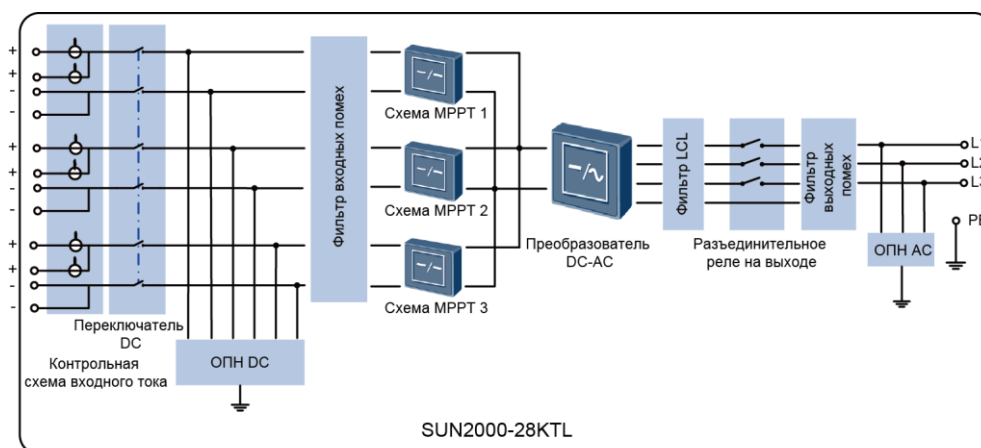 +
+
-
-
+
+
-
-
+
+
-
-
Контрольная
схема входного тока
Переключатель
DC
ОПН DC
Фильтр входных помех
Схема MPPT 1
Схема MPPT 2
Схема MPPT 3
Преобразователь
DC-AC
Фильтр LCL
Разъединительное
реле на выходе
Фильтр
выходных
помех
ОПН AC
L1
L2
L3
PE
SUN2000-28KTL